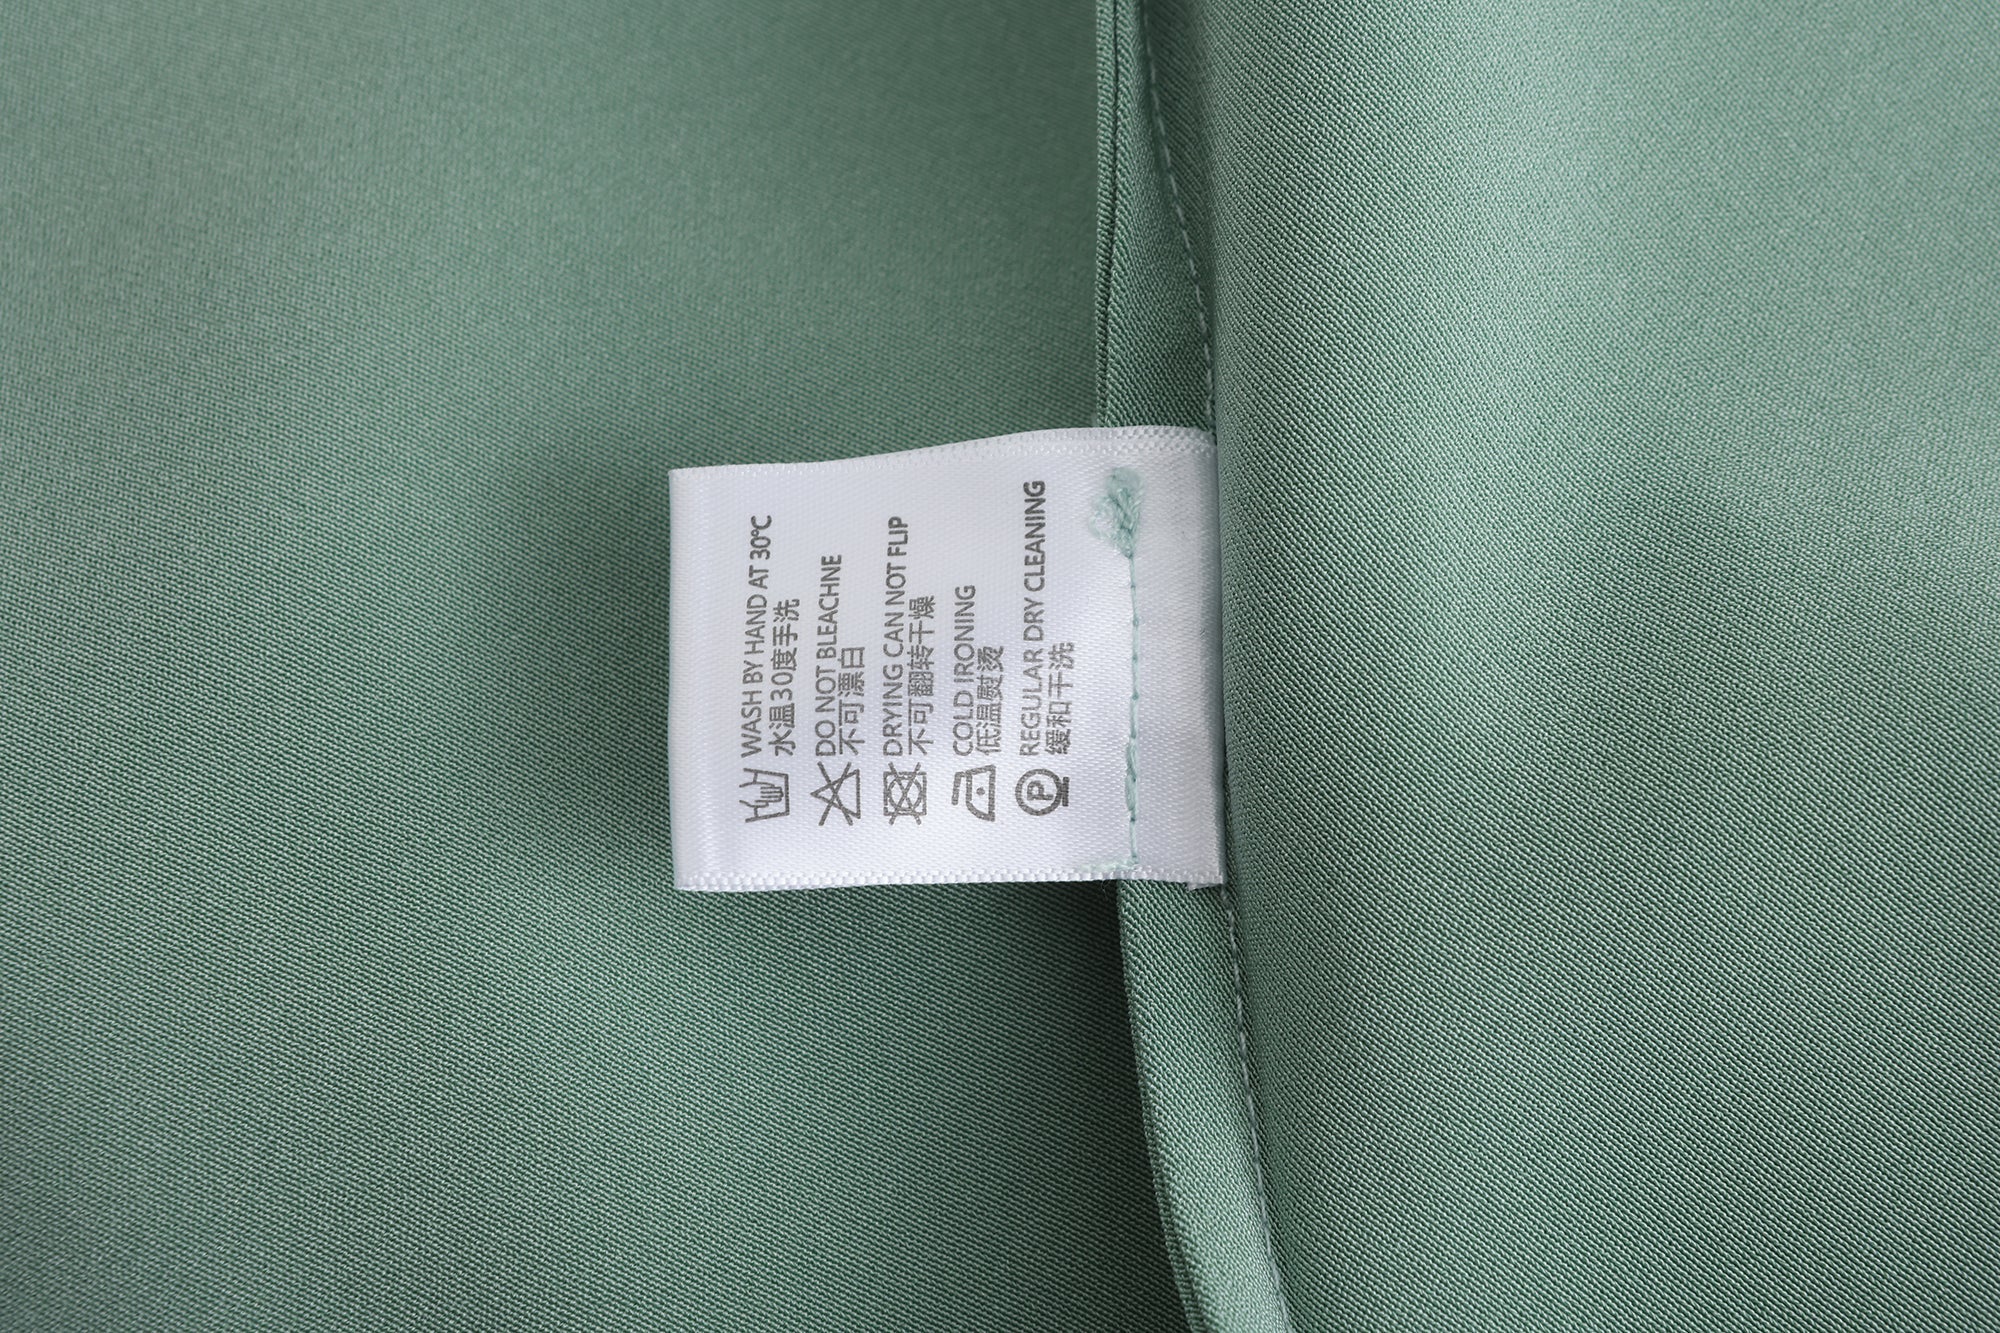 WASH BY HAND AT 30℃
水温30度手洗
DO NOT BLEACHNE
不可漂白
DRYING CAN NOT FLIP
不可翻转干燥
COLD IRONING
低温熨烫
P
REGULAR DRY CLEANING
缓和干洗